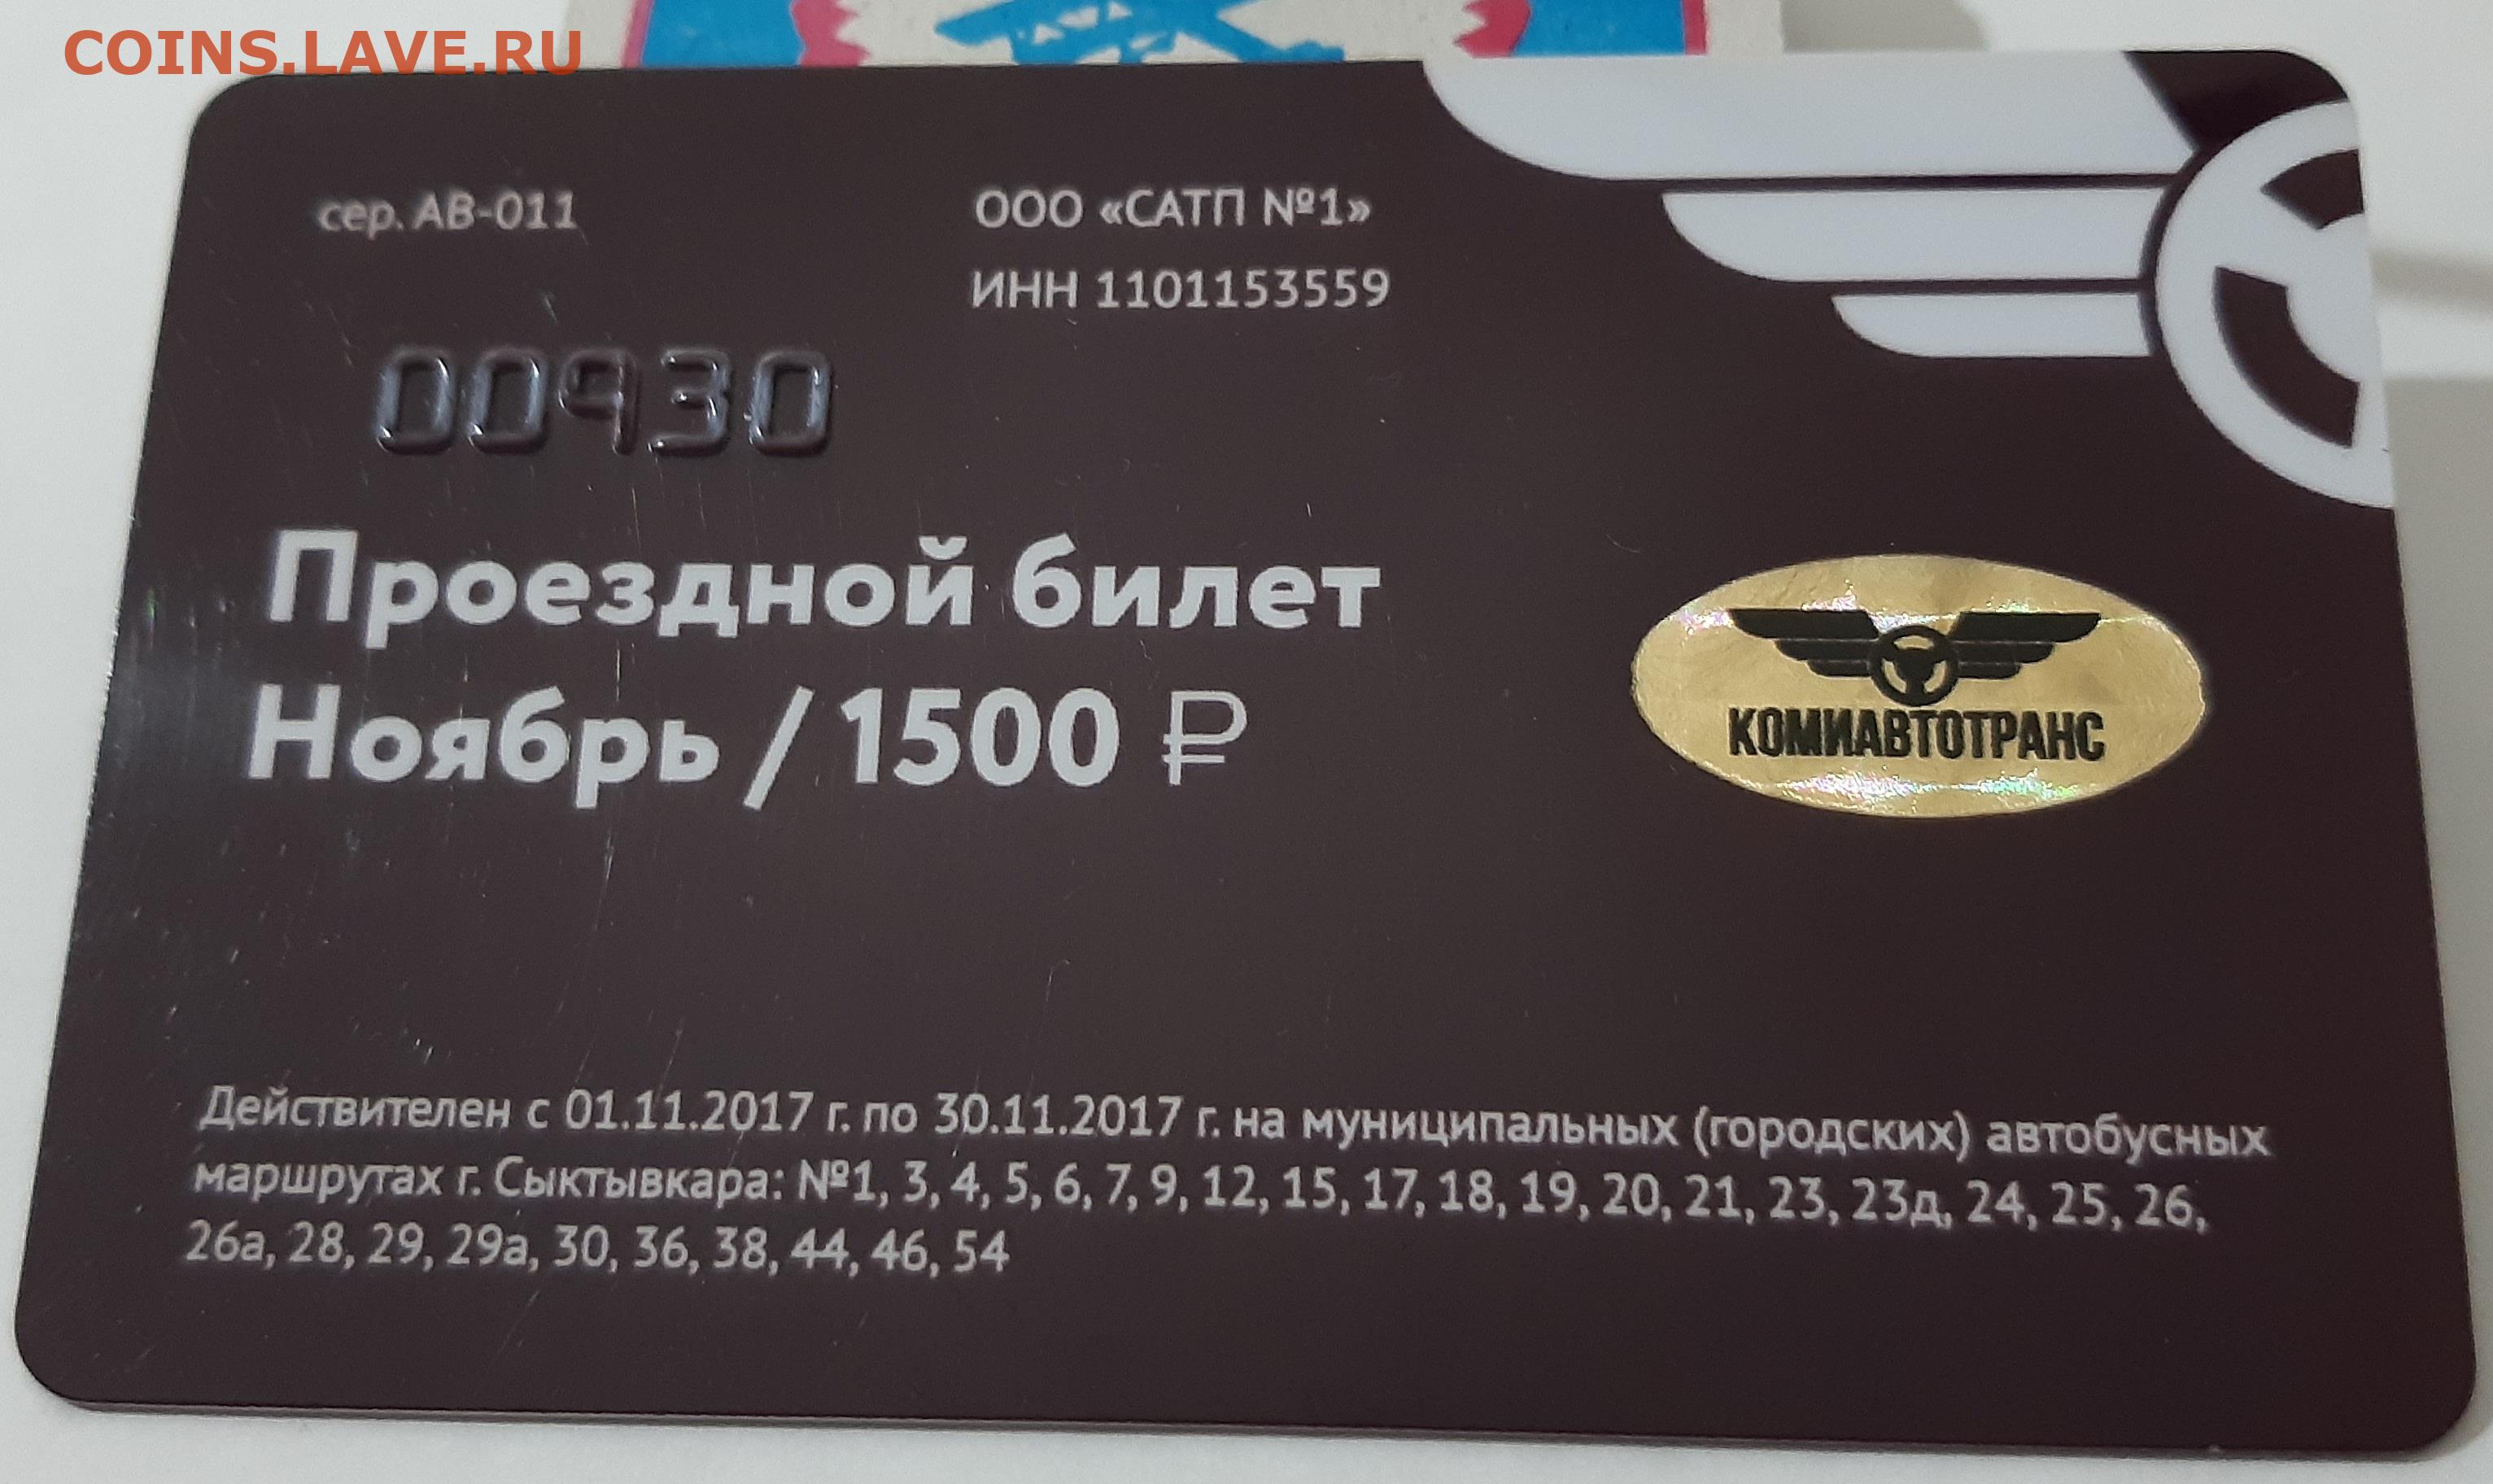 COINS.LAVE.RU
сер. АВ-011
ООО «САТП №1»
ИНН 1101153559
00930
Проездной билет
Ноябрь / 1500 ₽
КОМИАВТОТРАНС
Действителен с 01.11.2017 г. по 30.11.2017 г. на муниципальных (городских) автобусных
маршрутах г. Сыктывкара: №1, 3, 4, 5, 6, 7, 9, 12, 15, 17, 18, 19, 20, 21, 23, 23д, 24, 25, 26,
26а, 28, 29, 29а, 30, 36, 38, 44, 46, 54